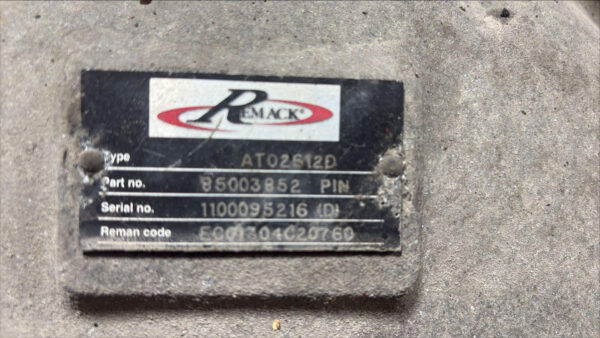 REMACK®
Type AT02612D
Part no. 85003852 PIN
Serial no. 1100095216 (D)
Reman code